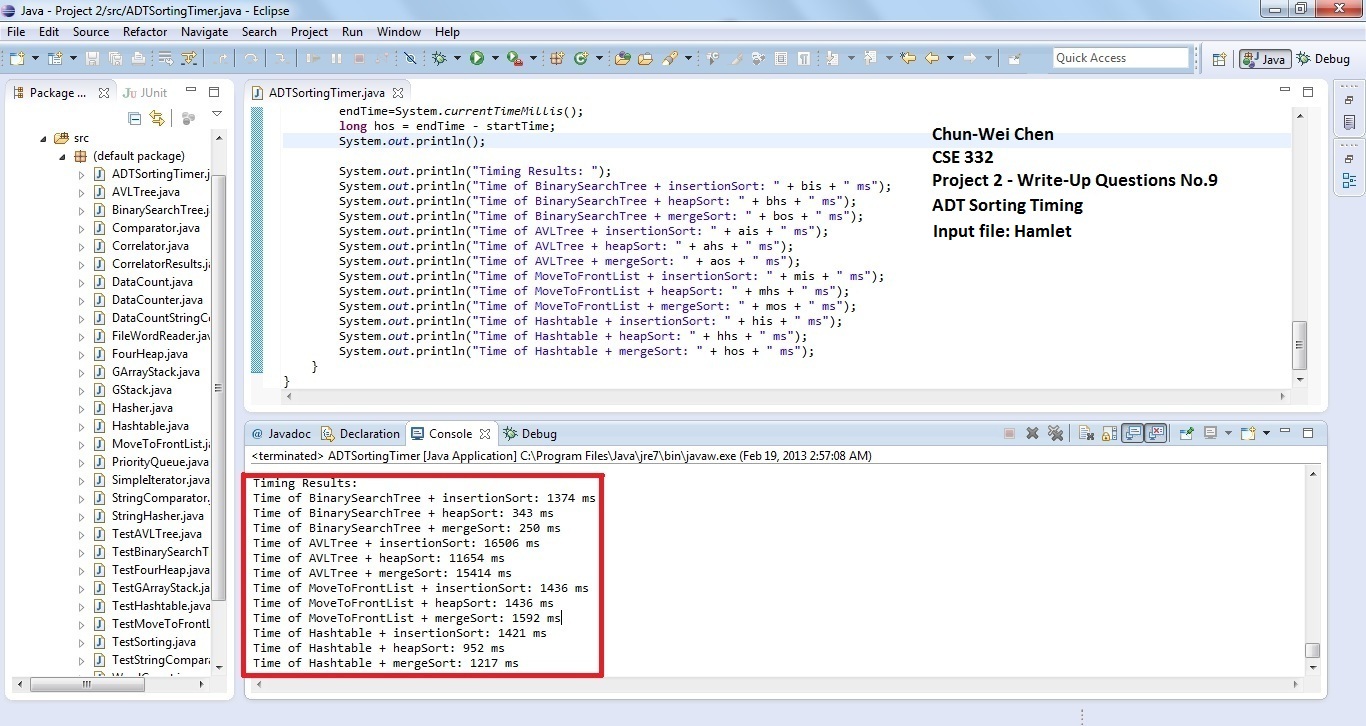 Java - Project 2/src/ADTSortingTimer.java - Eclipse
File Edit Source Refactor Navigate Search Project Run Window Help
Quick Access
Java
Debug
Package ...
JUnit
src
(default package)
ADTSortingTimer.j
AVLTree.java
BinarySearchTree.j
Comparator.java
Correlator.java
CorrelatorResults.j
DataCount.java
DataCounter.java
DataCountStringCo
FileWordReader.jav
FourHeap.java
GArrayStack.java
GStack.java
Hasher.java
Hashtable.java
MoveToFrontList.j
PriorityQueue.java
SimpleIterator.java
StringComparator.
StringHasher.java
TestAVLTree.java
TestBinarySearchT
TestFourHeap.java
TestGArrayStack.ja
TestHashtable.java
TestMoveToFrontL
TestSorting.java
TestStringCompara
ADTSortingTimer.java
endTime=System.currentTimeMillis();
long hos = endTime - startTime;
System.out.println();
System.out.println("Timing Results: ");
System.out.println("Time of BinarySearchTree + insertionSort: " + bis + " ms");
System.out.println("Time of BinarySearchTree + heapSort: " + bhs + " ms");
System.out.println("Time of BinarySearchTree + mergeSort: " + bos + " ms");
System.out.println("Time of AVLTree + insertionSort: " + ais + " ms");
System.out.println("Time of AVLTree + heapSort: " + ahs + " ms");
System.out.println("Time of AVLTree + mergeSort: " + aos + " ms");
System.out.println("Time of MoveToFrontList + insertionSort: " + mis + " ms");
System.out.println("Time of MoveToFrontList + heapSort: " + mhs + " ms");
System.out.println("Time of MoveToFrontList + mergeSort: " + mos + " ms");
System.out.println("Time of Hashtable + insertionSort: " + his + " ms");
System.out.println("Time of Hashtable + heapSort: " + hhs + " ms");
System.out.println("Time of Hashtable + mergeSort: " + hos + " ms");
}
}
Chun-Wei Chen
CSE 332
Project 2 - Write-Up Questions No.9
ADT Sorting Timing
Input file: Hamlet
@ Javadoc Declaration Console Debug
<terminated> ADTSortingTimer [Java Application] C:\Program Files\Java\jre7\bin\javaw.exe (Feb 19, 2013 2:57:08 AM)
Timing Results:
Time of BinarySearchTree + insertionSort: 1374 ms
Time of BinarySearchTree + heapSort: 343 ms
Time of BinarySearchTree + mergeSort: 250 ms
Time of AVLTree + insertionSort: 16506 ms
Time of AVLTree + heapSort: 11654 ms
Time of AVLTree + mergeSort: 15414 ms
Time of MoveToFrontList + insertionSort: 1436 ms
Time of MoveToFrontList + heapSort: 1436 ms
Time of MoveToFrontList + mergeSort: 1592 ms
Time of Hashtable + insertionSort: 1421 ms
Time of Hashtable + heapSort: 952 ms
Time of Hashtable + mergeSort: 1217 ms